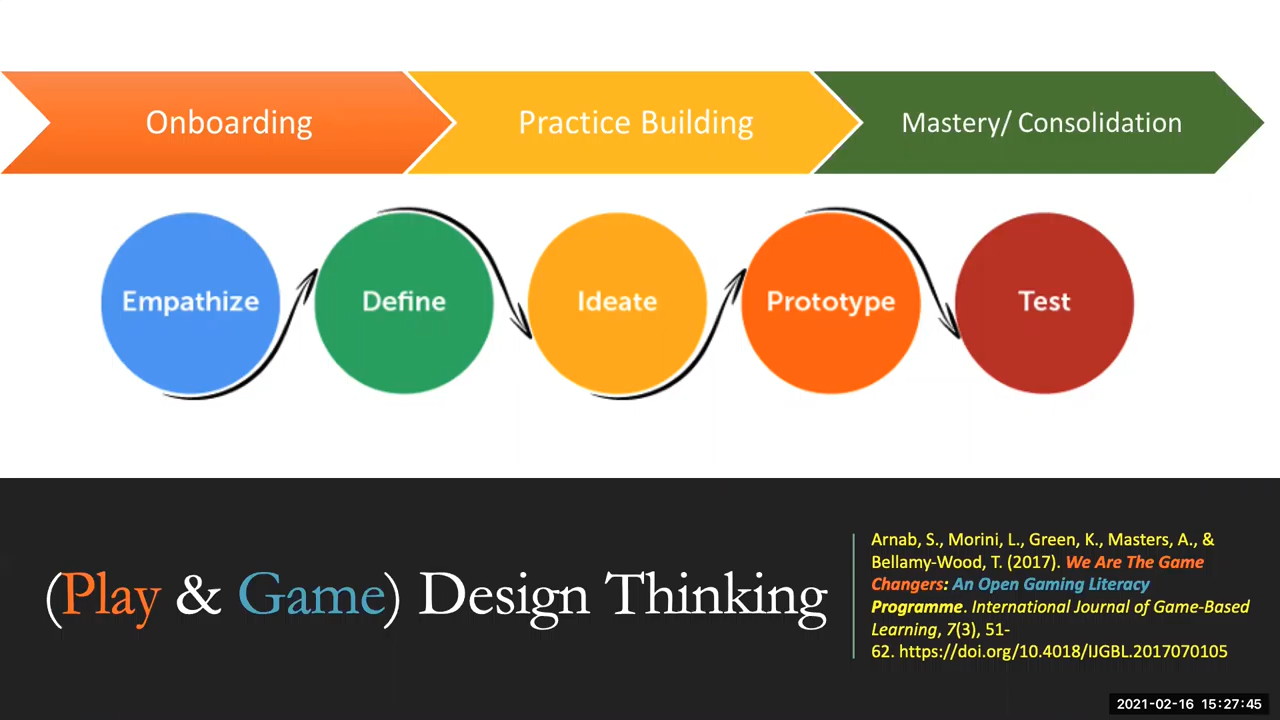 Onboarding
Practice Building
Mastery/ Consolidation
Empathize
Define
Ideate
Prototype
Test
(Play & Game) Design Thinking
Arnab, S., Morini, L., Green, K., Masters, A., &
Bellamy-Wood, T. (2017). We Are The Game
Changers: An Open Gaming Literacy
Programme. International Journal of Game-Based
Learning, 7(3), 51-
62. https://doi.org/10.4018/IJGBL.2017070105
2021-02-16 15:27:45